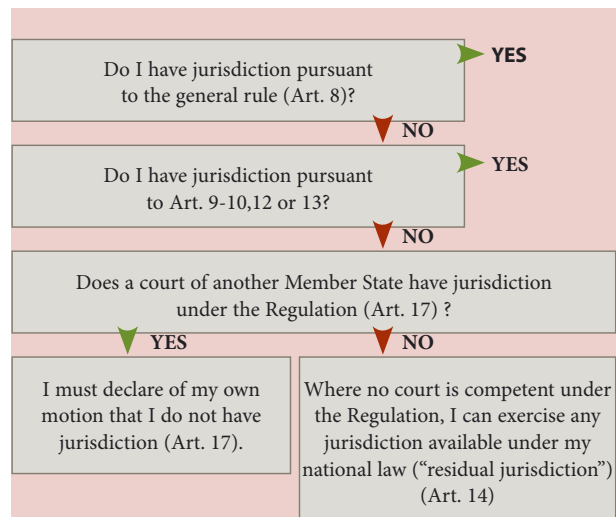 Do I have jurisdiction pursuant
to the general rule (Art. 8)?
YES
NO
Do I have jurisdiction pursuant
to Art. 9-10,12 or 13?
YES
NO
Does a court of another Member State have jurisdiction
under the Regulation (Art. 17) ?
YES
NO
I must declare of my own
motion that I do not have
jurisdiction (Art. 17).
Where no court is competent under
the Regulation, I can exercise any
jurisdiction available under my
national law (“residual jurisdiction”)
(Art. 14)